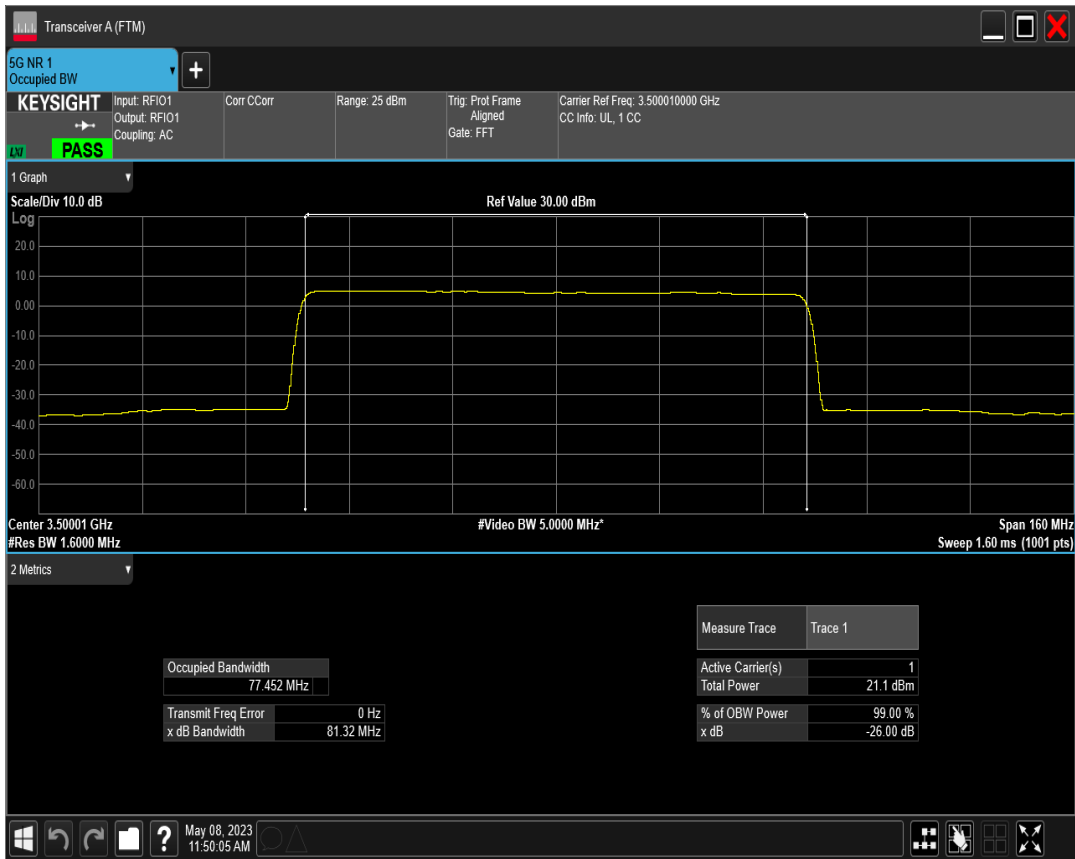 Transceiver A (FTM)
5G NR 1
Occupied BW
+
KEYSIGHT
LXI
PASS
Input: RFIO1
Output: RFIO1
Coupling: AC
Corr CCorr
Range: 25 dBm
Trig: Prot Frame
Aligned
Gate: FFT
Carrier Ref Freq: 3.500010000 GHz
CC Info: UL, 1 CC
1 Graph
Scale/Div 10.0 dB
Ref Value 30.00 dBm
Log
20.0
10.0
0.00
-10.0
-20.0
-30.0
-40.0
-50.0
-60.0
Center 3.50001 GHz
#Video BW 5.0000 MHz*
Span 160 MHz
#Res BW 1.6000 MHz
Sweep 1.60 ms (1001 pts)
2 Metrics
Measure Trace Trace 1
Occupied Bandwidth
77.452 MHz
Active Carrier(s) 1
Total Power 21.1 dBm
Transmit Freq Error 0 Hz
x dB Bandwidth 81.32 MHz
% of OBW Power 99.00 %
x dB -26.00 dB
?
May 08, 2023
11:50:05 AM